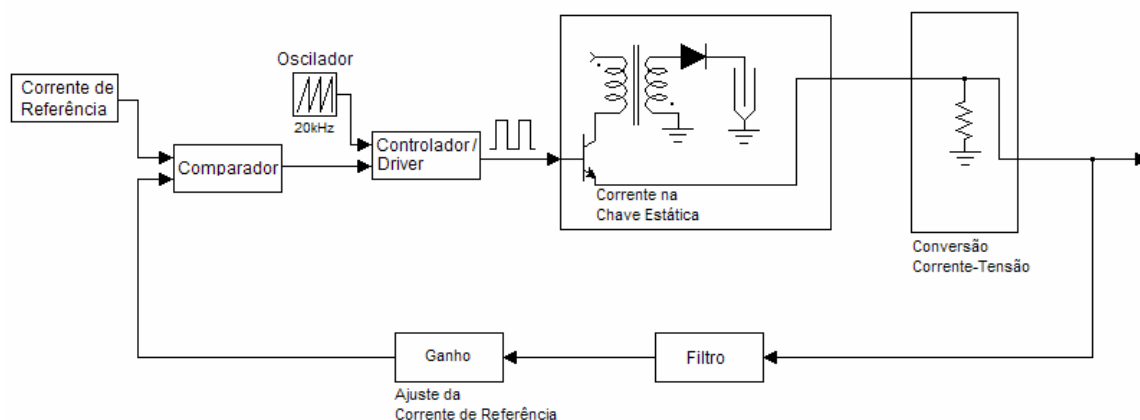 Corrente de
Referência
Oscilador
20kHz
Comparador
Controlador /
Driver
Corrente na
Chave Estática
Conversão
Corrente-Tensão
Ganho
Ajuste da
Corrente de Referência
Filtro